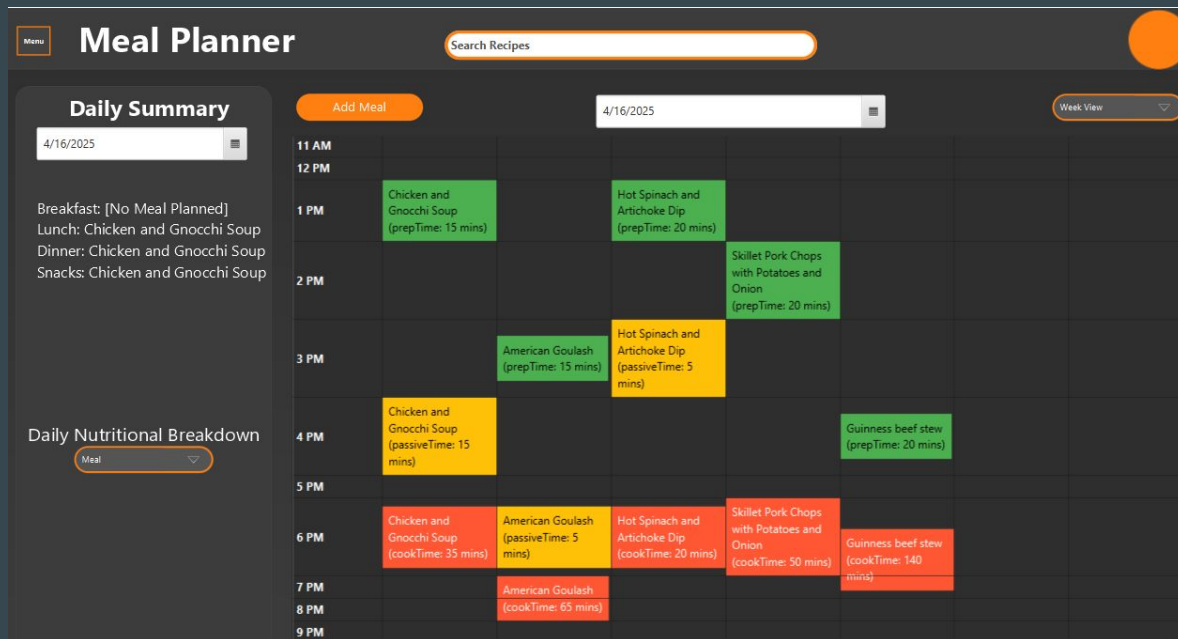 Menu
Meal Planner
Search Recipes
Daily Summary
4/16/2025
Breakfast: [No Meal Planned]
Lunch: Chicken and Gnocchi Soup
Dinner: Chicken and Gnocchi Soup
Snacks: Chicken and Gnocchi Soup
Daily Nutritional Breakdown
Meal
Add Meal
4/16/2025
Week View
11 AM
12 PM
1 PM
Chicken and
Gnocchi Soup
(prepTime: 15 mins)
Hot Spinach and
Artichoke Dip
(prepTime: 20 mins)
2 PM
Skillet Pork Chops
with Potatoes and
Onion
(prepTime: 20 mins)
3 PM
American Goulash
(prepTime: 15 mins)
Hot Spinach and
Artichoke Dip
(passiveTime: 5
mins)
4 PM
Chicken and
Gnocchi Soup
(passiveTime: 15
mins)
Guinness beef stew
(prepTime: 20 mins)
5 PM
6 PM
Chicken and
Gnocchi Soup
(cookTime: 35 mins)
American Goulash
(passiveTime: 5
mins)
Hot Spinach and
Artichoke Dip
(cookTime: 20 mins)
Skillet Pork Chops
with Potatoes and
Onion
(cookTime: 50 mins)
Guinness beef stew
(cookTime: 140
mins)
7 PM
American Goulash
(cookTime: 65 mins)
8 PM
9 PM